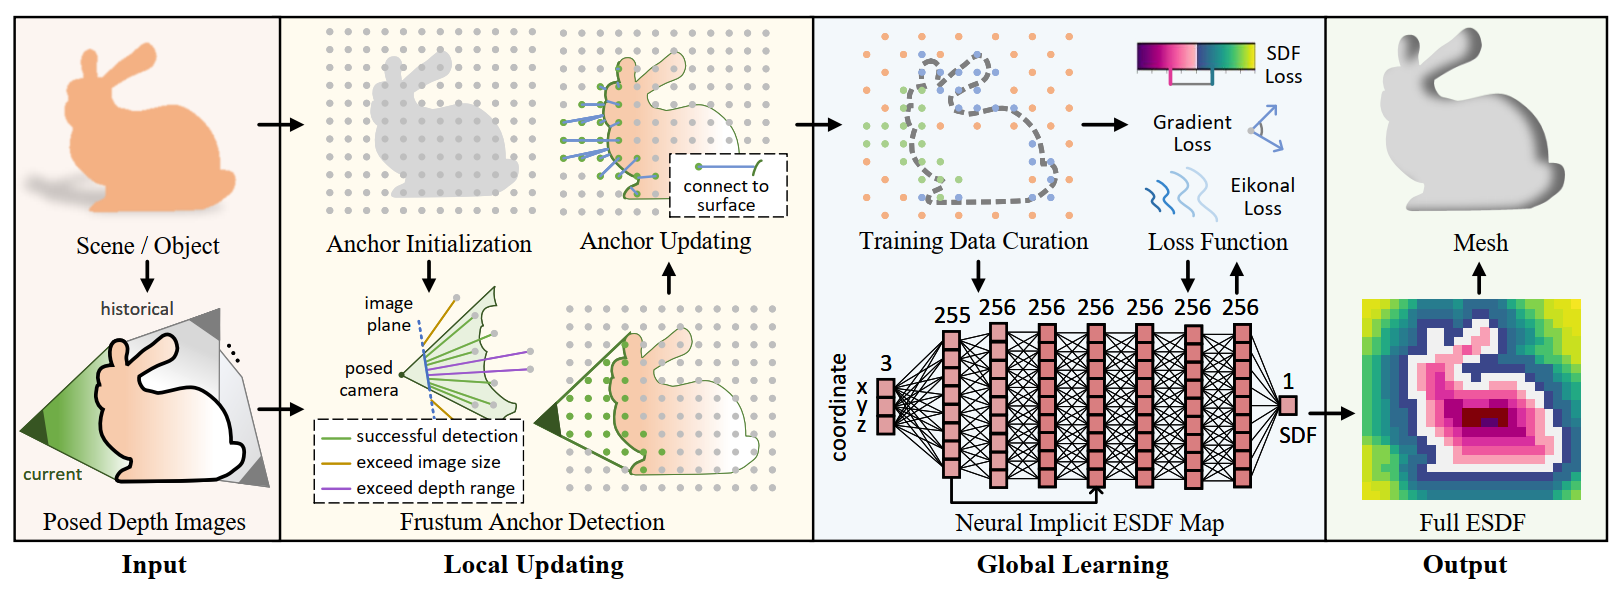 Scene / Object
historical
current
Posed Depth Images
Input
Anchor Initialization
image
plane
posed
camera
successful detection
exceed image size
exceed depth range
connect to
surface
Anchor Updating
Frustum Anchor Detection
Local Updating
Training Data Curation
SDF
Loss
Gradient
Loss
Eikonal
Loss
Loss Function
coordinate
x
y
z
3
255
256
256
256
256
256
256
1
SDF
Neural Implicit ESDF Map
Global Learning
Mesh
Full ESDF
Output